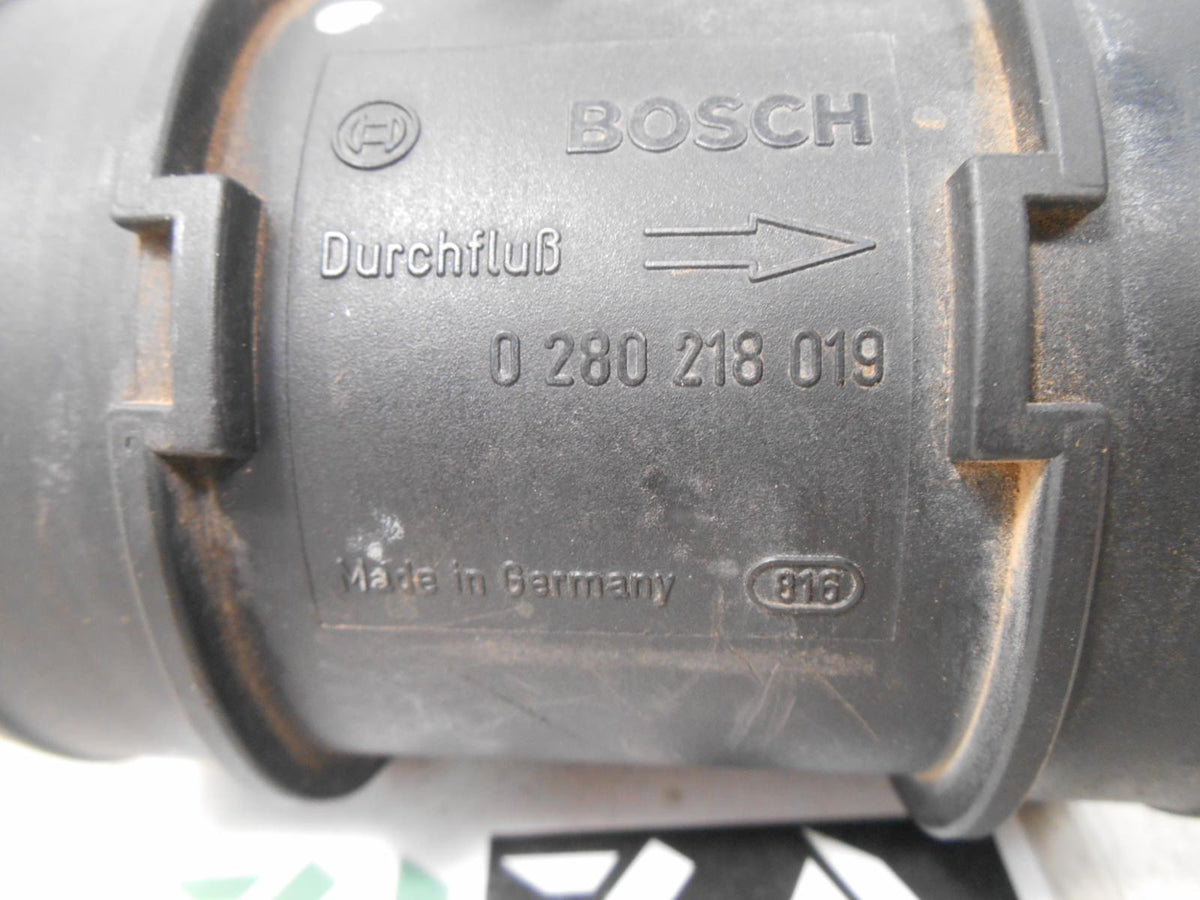 BOSCH
Durchfluß
0 280 218 019
Made in Germany 816